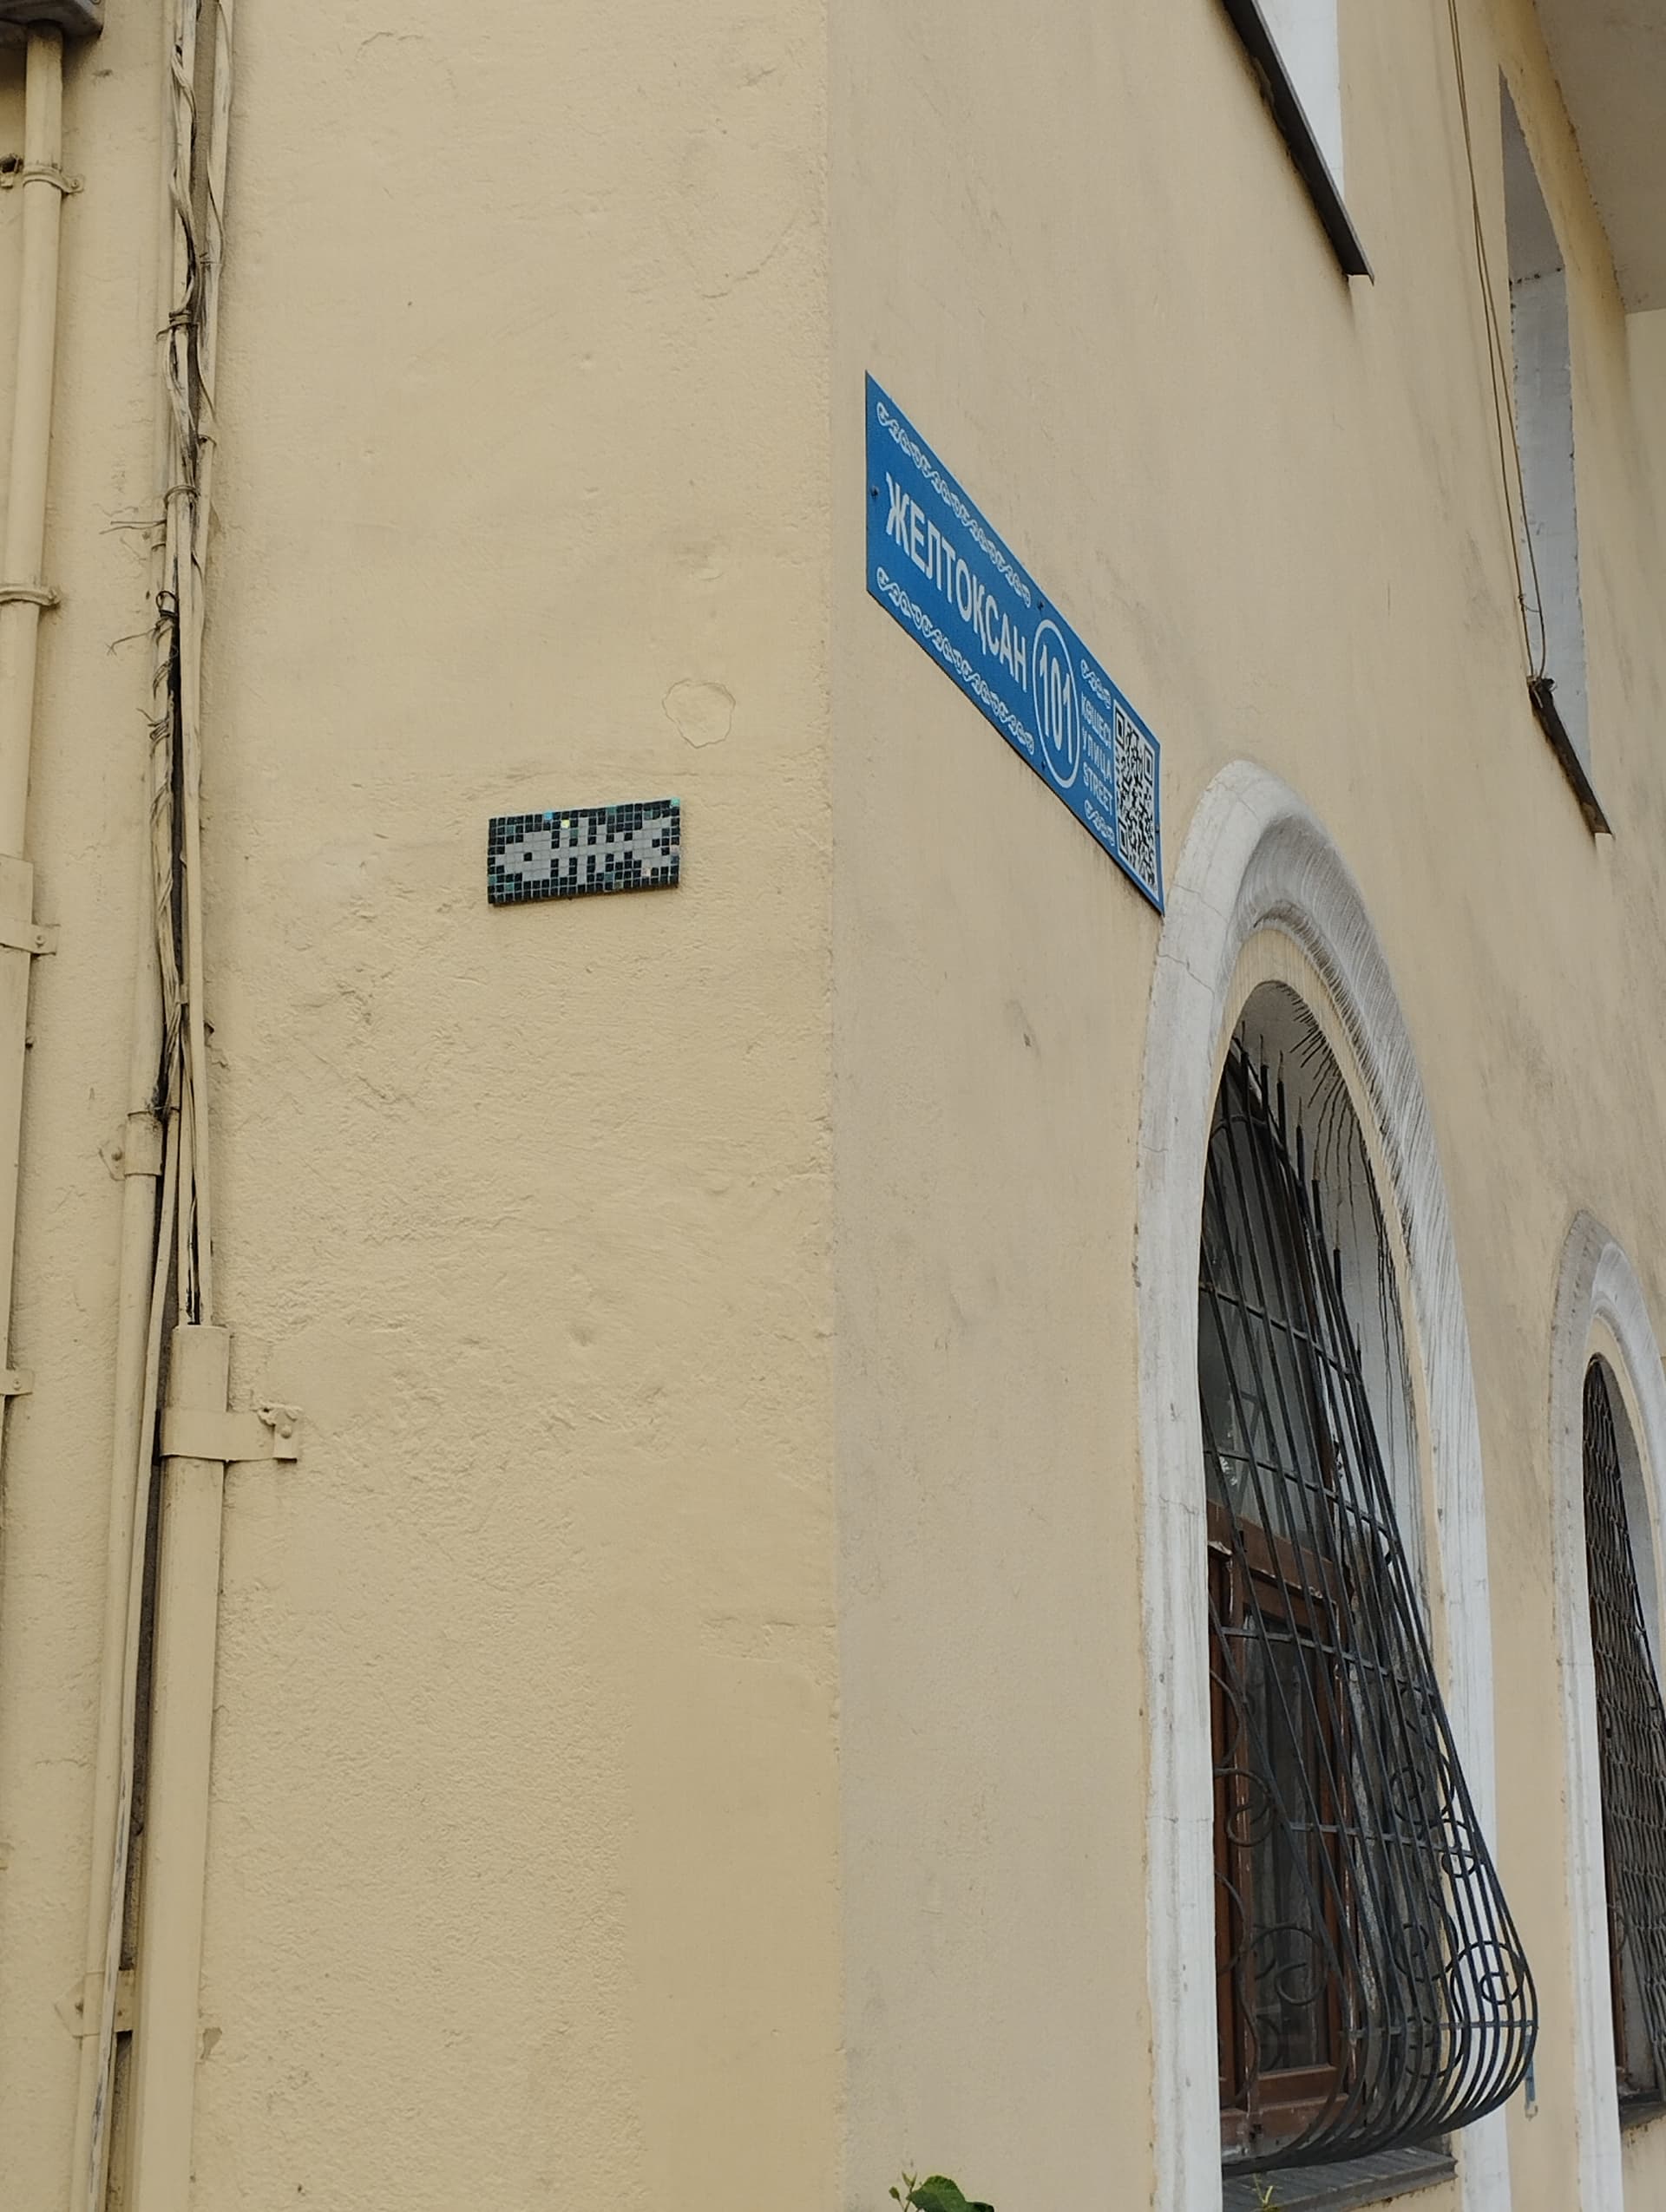 ЖЕЛТОҚСАН
101
КӨШЕСІ
УЛИЦА
STREET